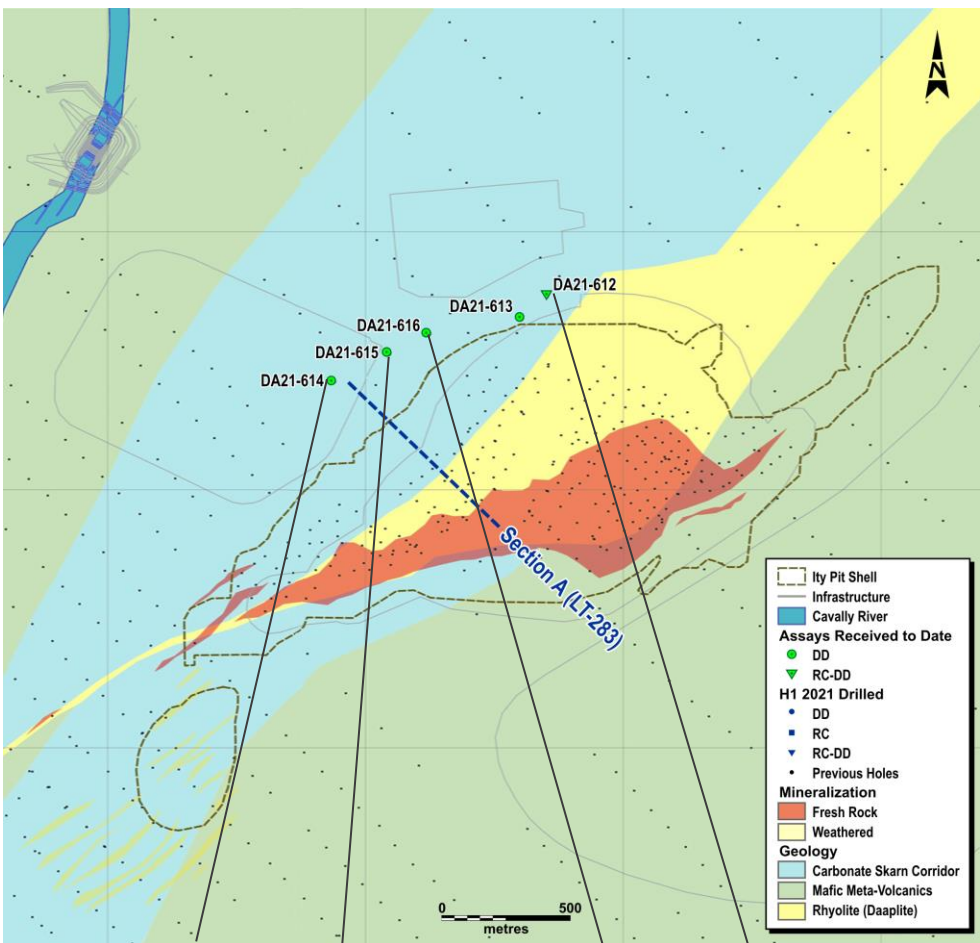 N
DA21-612
DA21-613
DA21-616
DA21-615
DA21-614
Section A (LT-283)
Ity Pit Shell
Infrastructure
Cavally River
Assays Received to Date
DD
RC-DD
H1 2021 Drilled
DD
RC
RC-DD
Previous Holes
Mineralization
Fresh Rock
Weathered
Geology
Carbonate Skarn Corridor
Mafic Meta-Volcanics
Rhyolite (Daaplite)
0 500
metres